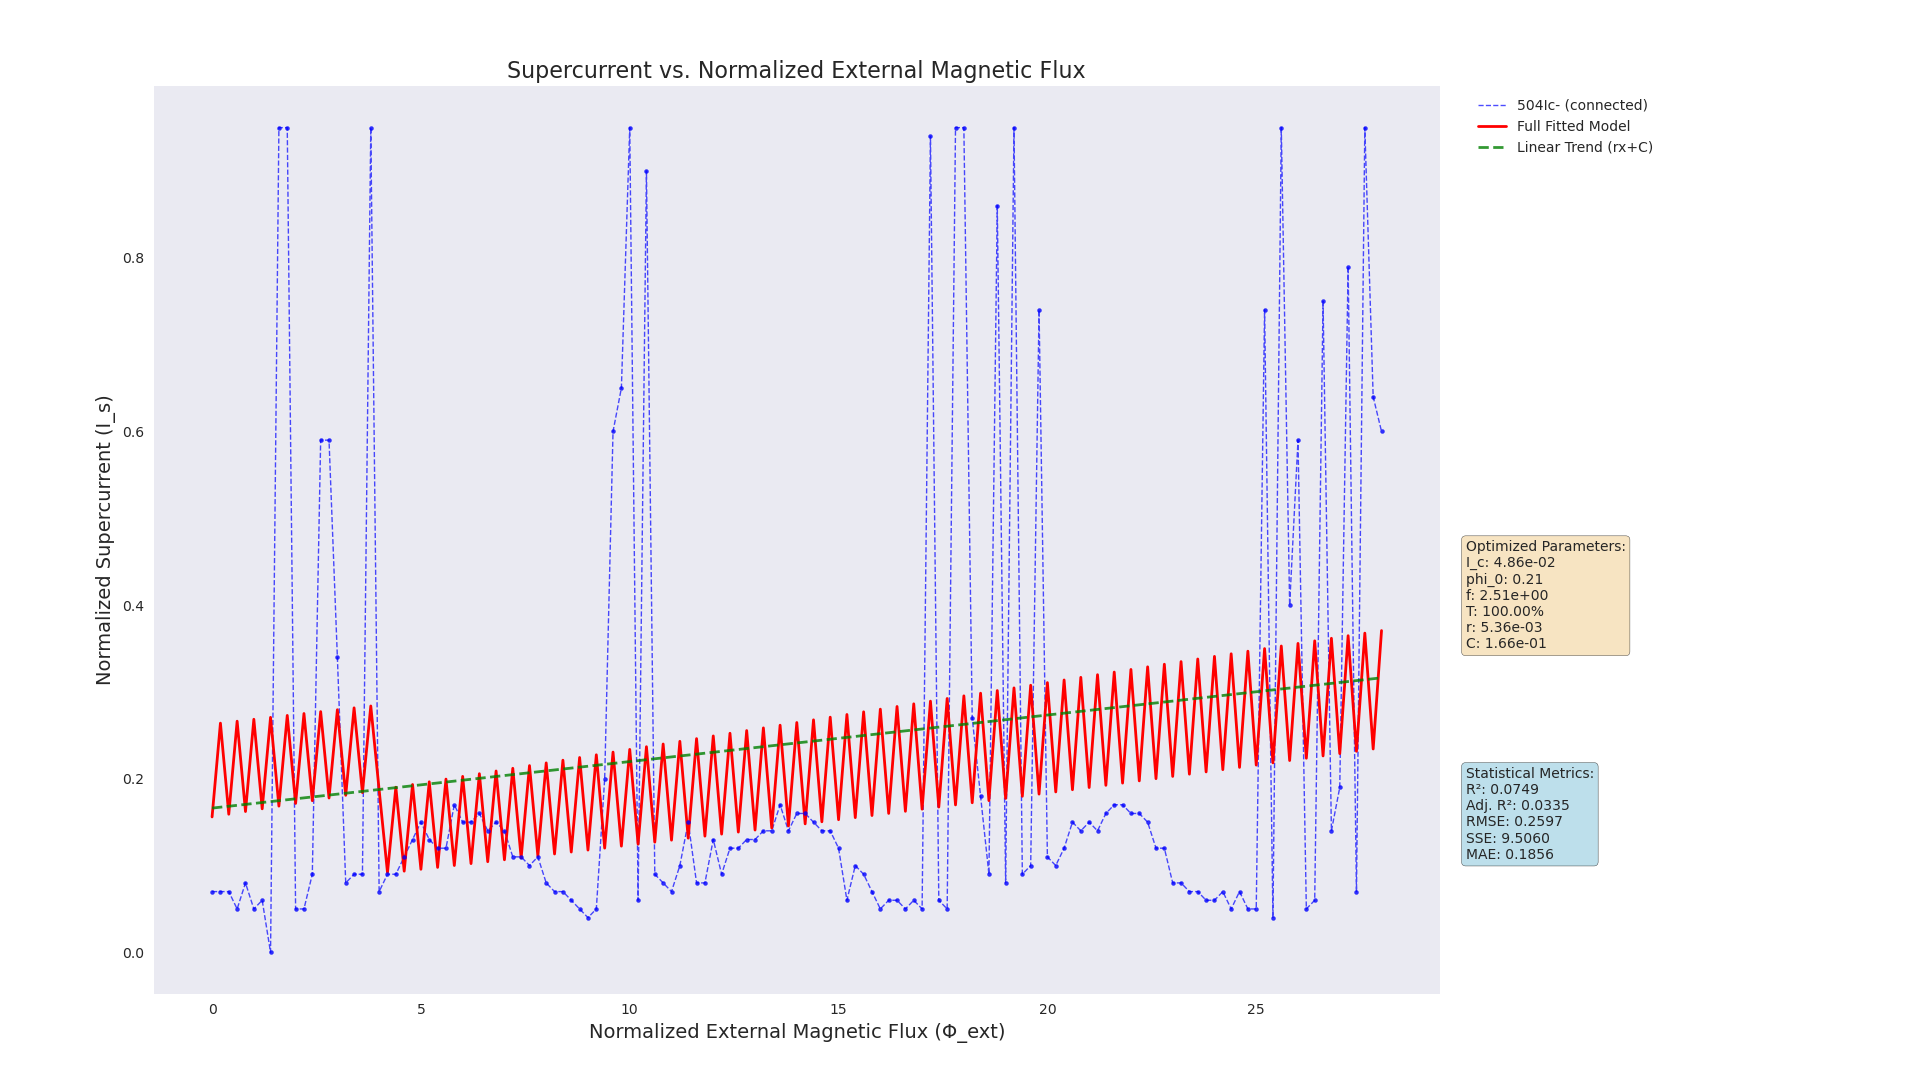 Supercurrent vs. Normalized External Magnetic Flux
504Ic- (connected)
Full Fitted Model
Linear Trend (rx+C)
Normalized Supercurrent (I_s)
0.8
0.6
0.4
0.2
0.0
0
5
10
15
20
25
Normalized External Magnetic Flux (Φ_ext)
Optimized Parameters:
I_c: 4.86e-02
phi_0: 0.21
f: 2.51e+00
T: 100.00%
r: 5.36e-03
C: 1.66e-01
Statistical Metrics:
R²: 0.0749
Adj. R²: 0.0335
RMSE: 0.2597
SSE: 9.5060
MAE: 0.1856